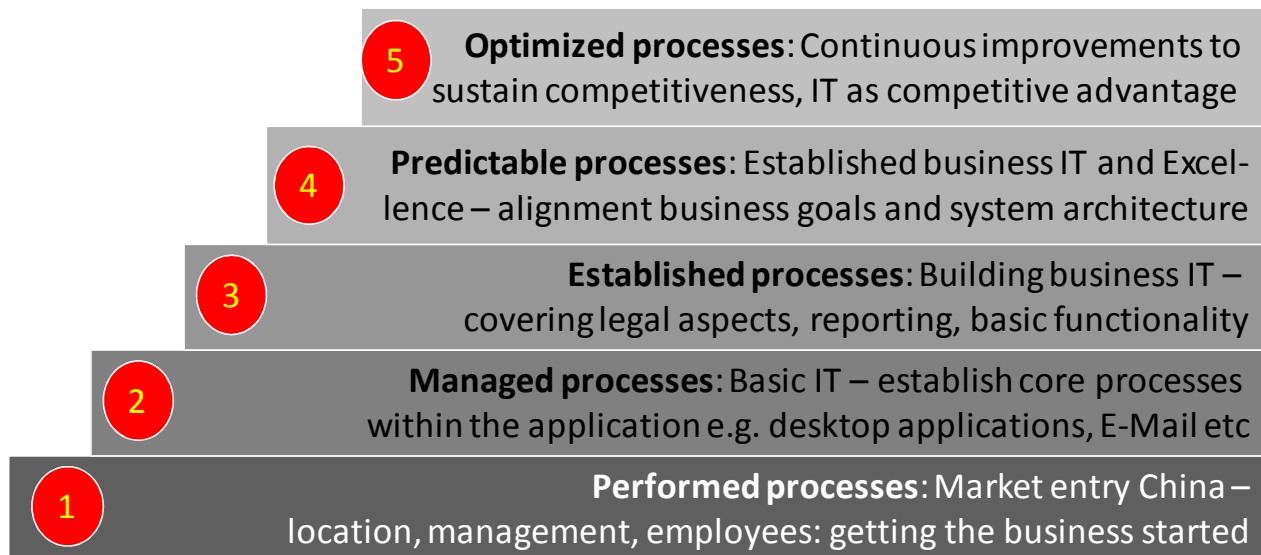 5
Optimized processes: Continuous improvements to
sustain competitiveness, IT as competitive advantage
4
Predictable processes: Established business IT and Excel-
lence – alignment business goals and system architecture
3
Established processes: Building business IT –
covering legal aspects, reporting, basic functionality
2
Managed processes: Basic IT – establish core processes
within the application e.g. desktop applications, E-Mail etc
1
Performed processes: Market entry China –
location, management, employees: getting the business started